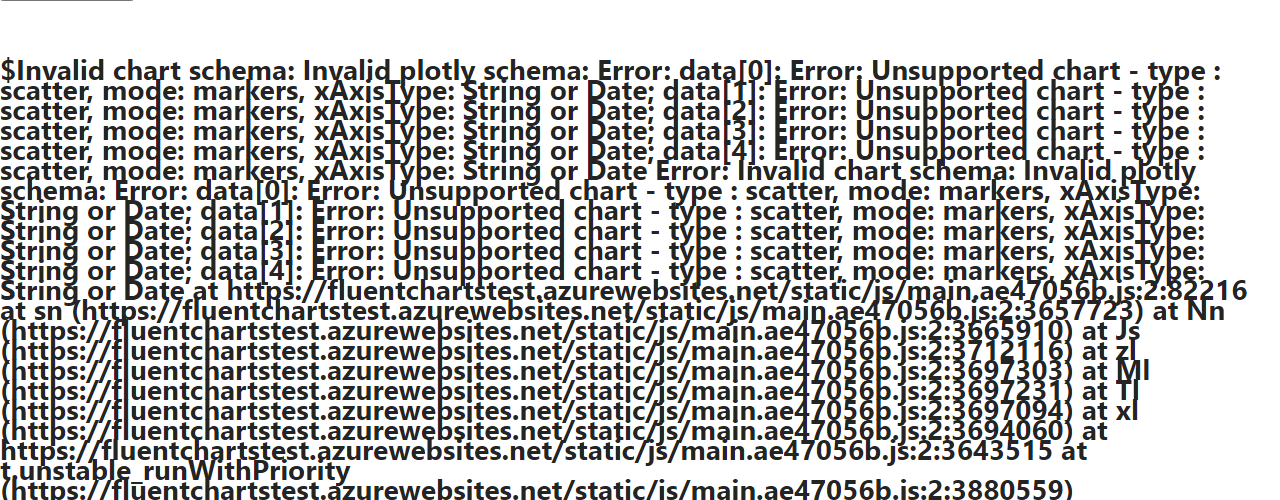 $Invalid chart schema: Invalid plotly schema: Error: data[0]: Error: Unsupported chart - type :
scatter, mode: markers, xAxisType: String or Date; data[1]: Error: Unsupported chart - type :
scatter, mode: markers, xAxisType: String or Date; data[2]: Error: Unsupported chart - type :
scatter, mode: markers, xAxisType: String or Date; data[3]: Error: Unsupported chart - type :
scatter, mode: markers, xAxisType: String or Date; data[4]: Error: Unsupported chart - type :
scatter, mode: markers, xAxisType: String or Date Error: Invalid chart schema: Invalid plotly
schema: Error: data[0]: Error: Unsupported chart - type : scatter, mode: markers, xAxisType:
String or Date; data[1]: Error: Unsupported chart - type : scatter, mode: markers, xAxisType:
String or Date; data[2]: Error: Unsupported chart - type : scatter, mode: markers, xAxisType:
String or Date; data[3]: Error: Unsupported chart - type : scatter, mode: markers, xAxisType:
String or Date; data[4]: Error: Unsupported chart - type : scatter, mode: markers, xAxisType:
String or Date at https://fluentchartstest.azurewebsites.net/static/js/main.ae47056b.js:2:82216
at sn (https://fluentchartstest.azurewebsites.net/static/js/main.ae47056b.js:2:3657723) at Nn
(https://fluentchartstest.azurewebsites.net/static/js/main.ae47056b.js:2:3665910) at Js
(https://fluentchartstest.azurewebsites.net/static/js/main.ae47056b.js:2:3712116) at zl
(https://fluentchartstest.azurewebsites.net/static/js/main.ae47056b.js:2:3697303) at Ml
(https://fluentchartstest.azurewebsites.net/static/js/main.ae47056b.js:2:3697231) at Tl
(https://fluentchartstest.azurewebsites.net/static/js/main.ae47056b.js:2:3697094) at xl
(https://fluentchartstest.azurewebsites.net/static/js/main.ae47056b.js:2:3694060) at
https://fluentchartstest.azurewebsites.net/static/js/main.ae47056b.js:2:3643515 at
t.unstable_runWithPriority
(https://fluentchartstest.azurewebsites.net/static/js/main.ae47056b.js:2:3880559)